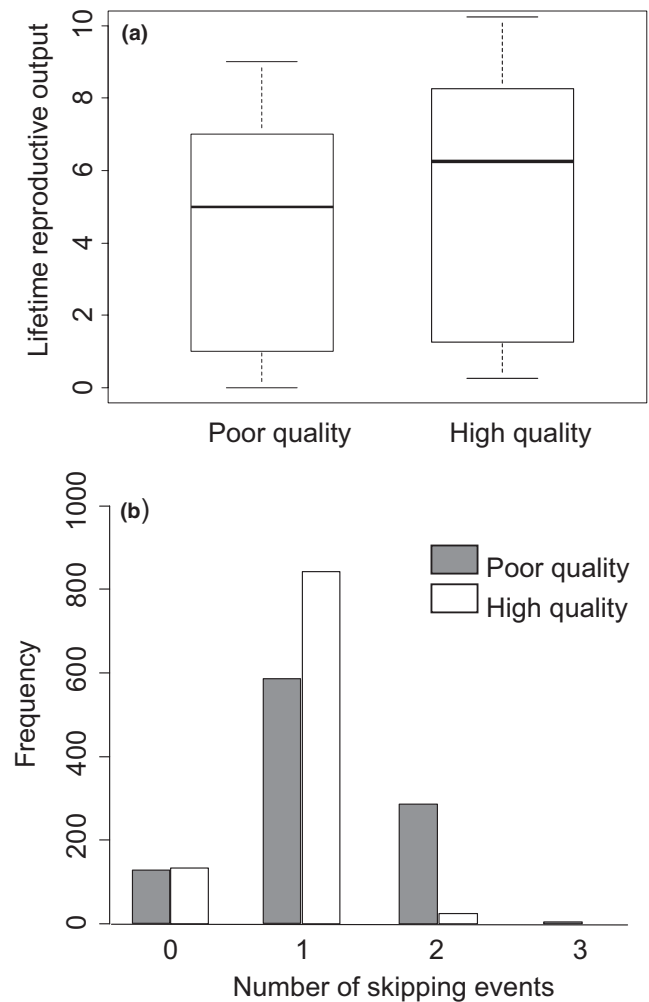 (a)
Lifetime reproductive output
10
8
6
4
2
0
Poor quality
High quality
(b)
Frequency
1000
800
600
400
200
0
Poor quality
High quality
0
1
2
3
Number of skipping events